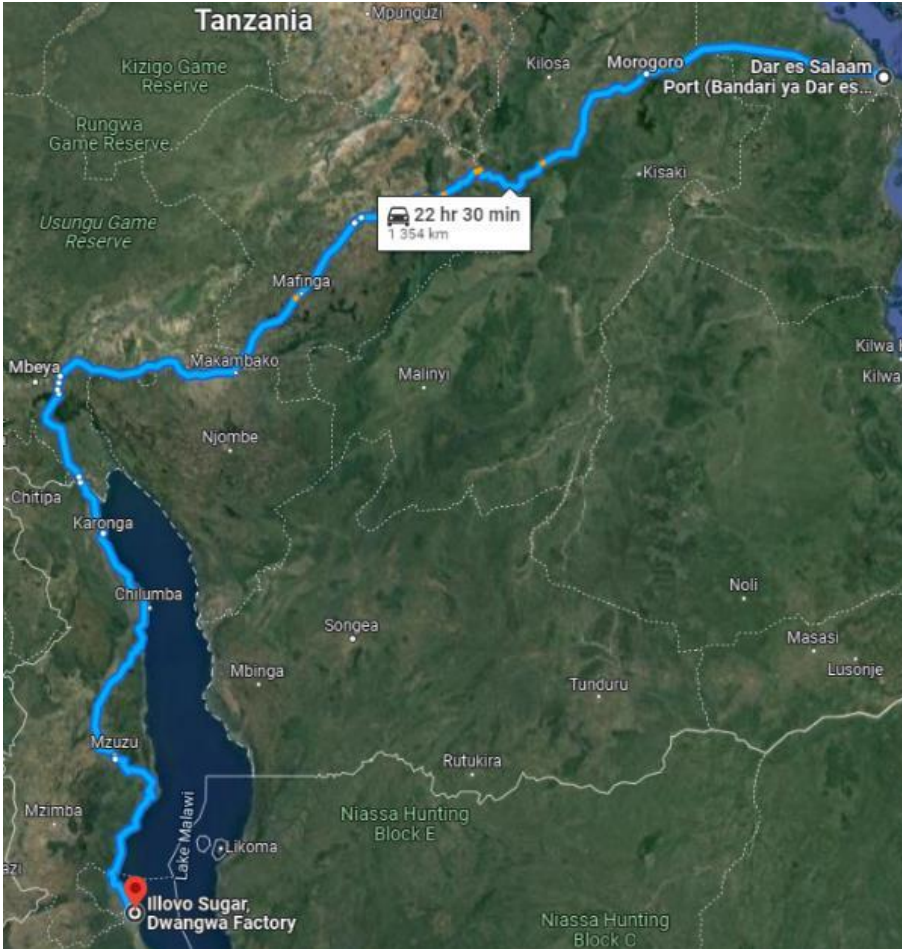 Tanzania
Mpunguzi
Kizigo Game
Reserve
Kilosa
Morogoro
Dar es Salaam
Port (Bandari ya Dar es...
Rungwa
Game Reserve
Kisaki
Usungu Game
Reserve
22 hr 30 min
1 354 km
Mafinga
Kilwa
Mbeya
Makambako
Malinyi
Kilwa
Njombe
Chitipa
Karonga
Chilumba
Noli
Songea
Masasi
Mbinga
Lusonje
Tunduru
Mzuzu
Rutukira
Mzimba
Lake Malawi
Niassa Hunting
Block E
Likoma
azi
Illovo Sugar,
Dwangwa Factory
Niassa Hunting
Block C